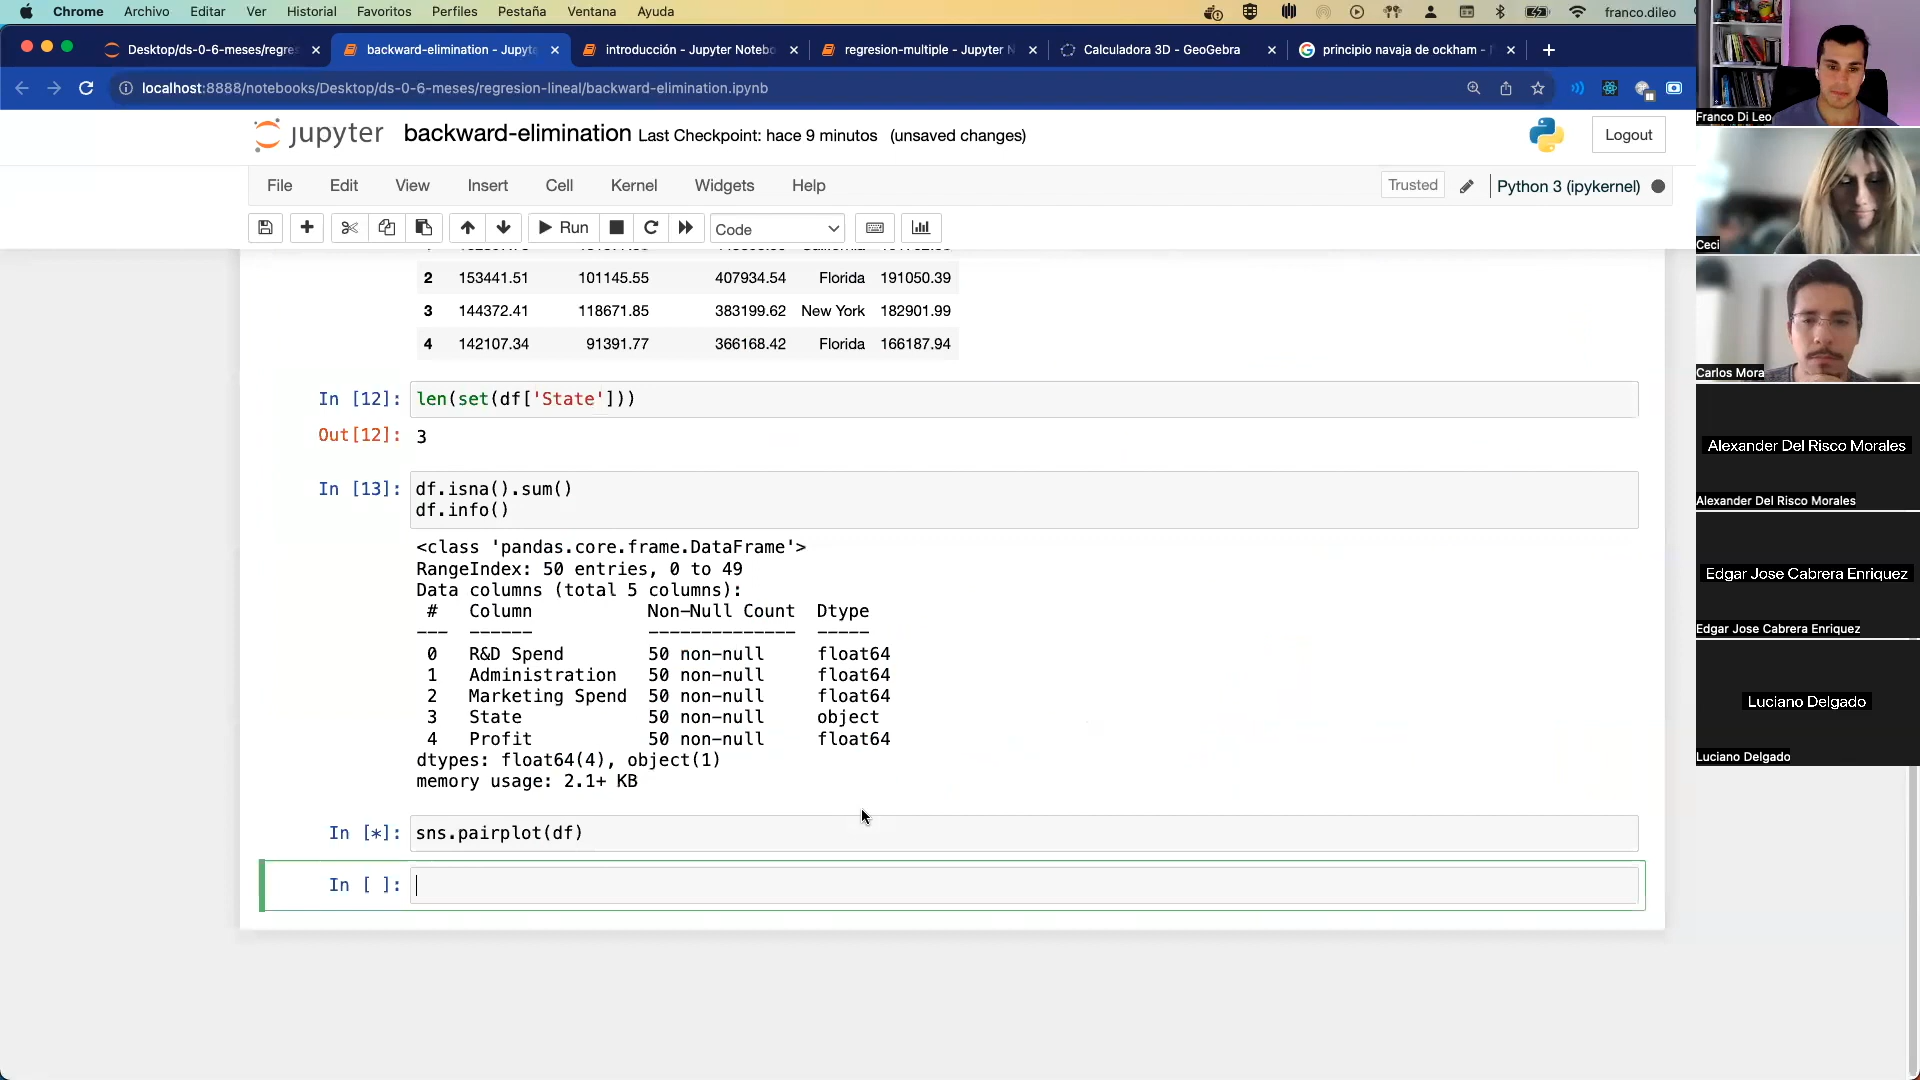 Chrome Archivo Editar Ver Historial Favoritos Perfiles Pestaña Ventana Ayuda franco.dileo
Desktop/ds-0-6-meses/regre
backward-elimination - Jupyt
introducción - Jupyter Notebo
regresion-multiple - Jupyter N
Calculadora 3D - GeoGebra
principio navaja de ockham -
localhost:8888/notebooks/Desktop/ds-0-6-meses/regresion-lineal/backward-elimination.ipynb
jupyter backward-elimination Last Checkpoint: hace 9 minutos (unsaved changes)
Logout
File Edit View Insert Cell Kernel Widgets Help
Trusted
Python 3 (ipykernel)
Run
Code
2 153441.51 101145.55 407934.54 Florida 191050.39
3 144372.41 118671.85 383199.62 New York 182901.99
4 142107.34 91391.77 366168.42 Florida 166187.94
In [12]: len(set(df['State']))
Out[12]: 3
In [13]: df.isna().sum()
df.info()
<class 'pandas.core.frame.DataFrame'>
RangeIndex: 50 entries, 0 to 49
Data columns (total 5 columns):
# Column Non-Null Count Dtype
--- ------ -------------- -----
0 R&D Spend 50 non-null float64
1 Administration 50 non-null float64
2 Marketing Spend 50 non-null float64
3 State 50 non-null object
4 Profit 50 non-null float64
dtypes: float64(4), object(1)
memory usage: 2.1+ KB
In [*]: sns.pairplot(df)
In [ ]:
Franco Di Leo
Ceci
Carlos Mora
Alexander Del Risco Morales
Alexander Del Risco Morales
Edgar Jose Cabrera Enriquez
Edgar Jose Cabrera Enriquez
Luciano Delgado
Luciano Delgado